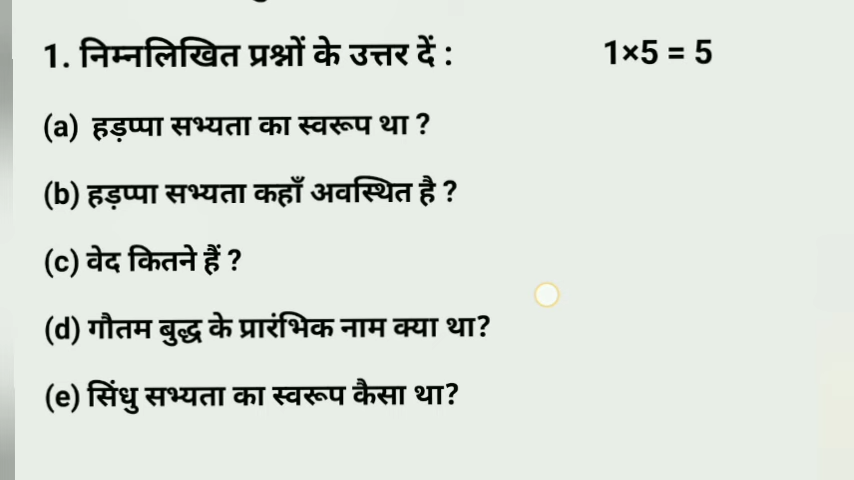 1. निम्नलिखित प्रश्नों के उत्तर दें : 1×5 = 5
(a) हड़प्पा सभ्यता का स्वरूप था ?
(b) हड़प्पा सभ्यता कहाँ अवस्थित है ?
(c) वेद कितने हैं ?
(d) गौतम बुद्ध के प्रारंभिक नाम क्या था?
(e) सिंधु सभ्यता का स्वरूप कैसा था?